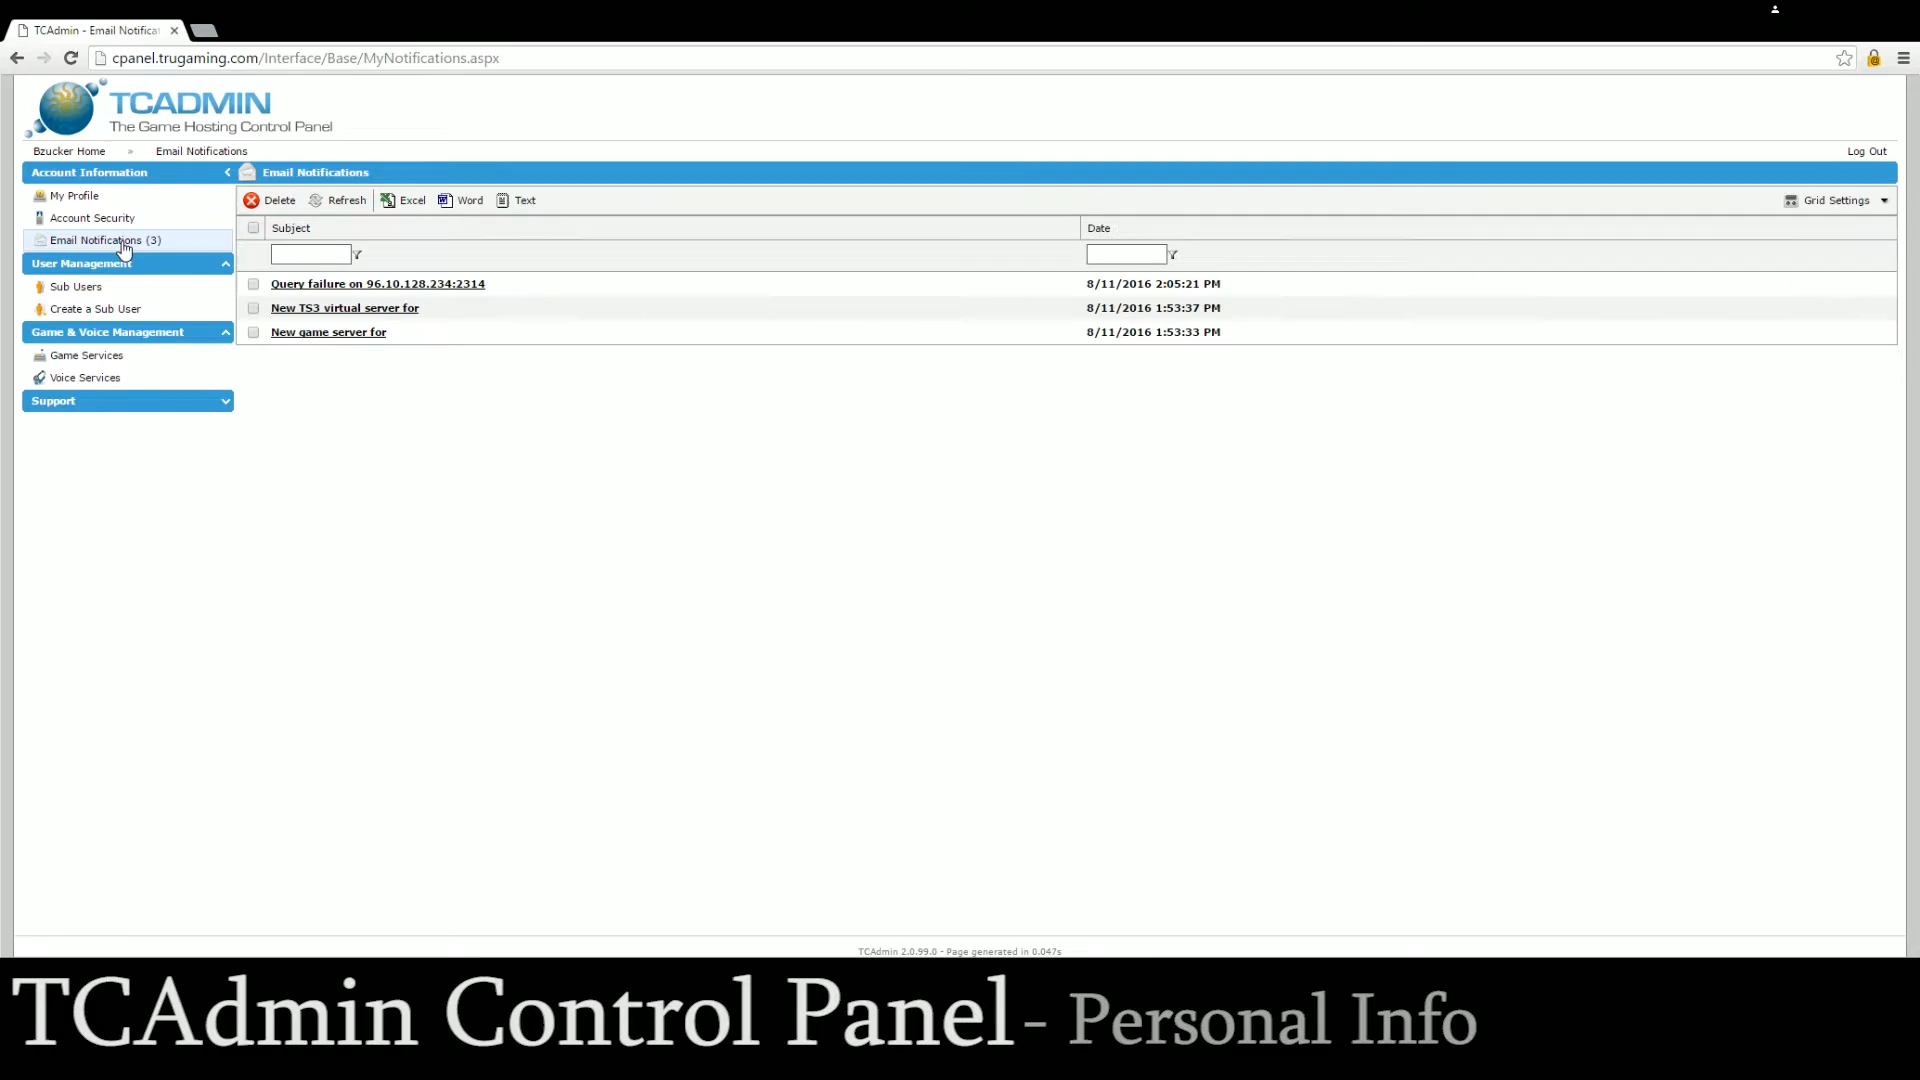 TCAdmin - Email Notificat
cpanel.trugaming.com/Interface/Base/MyNotifications.aspx
TCADMIN
The Game Hosting Control Panel
Bzucker Home » Email Notifications Log Out
Account Information
My Profile
Account Security
Email Notifications (3)
User Management
Sub Users
Create a Sub User
Game & Voice Management
Game Services
Voice Services
Support
Email Notifications
Delete Refresh Excel Word Text Grid Settings
Subject Date
Query failure on 96.10.128.234:2314 8/11/2016 2:05:21 PM
New TS3 virtual server for 8/11/2016 1:53:37 PM
New game server for 8/11/2016 1:53:33 PM
TCAdmin 2.0.99.0 - Page generated in 0.047s
TCAdmin Control Panel - Personal Info